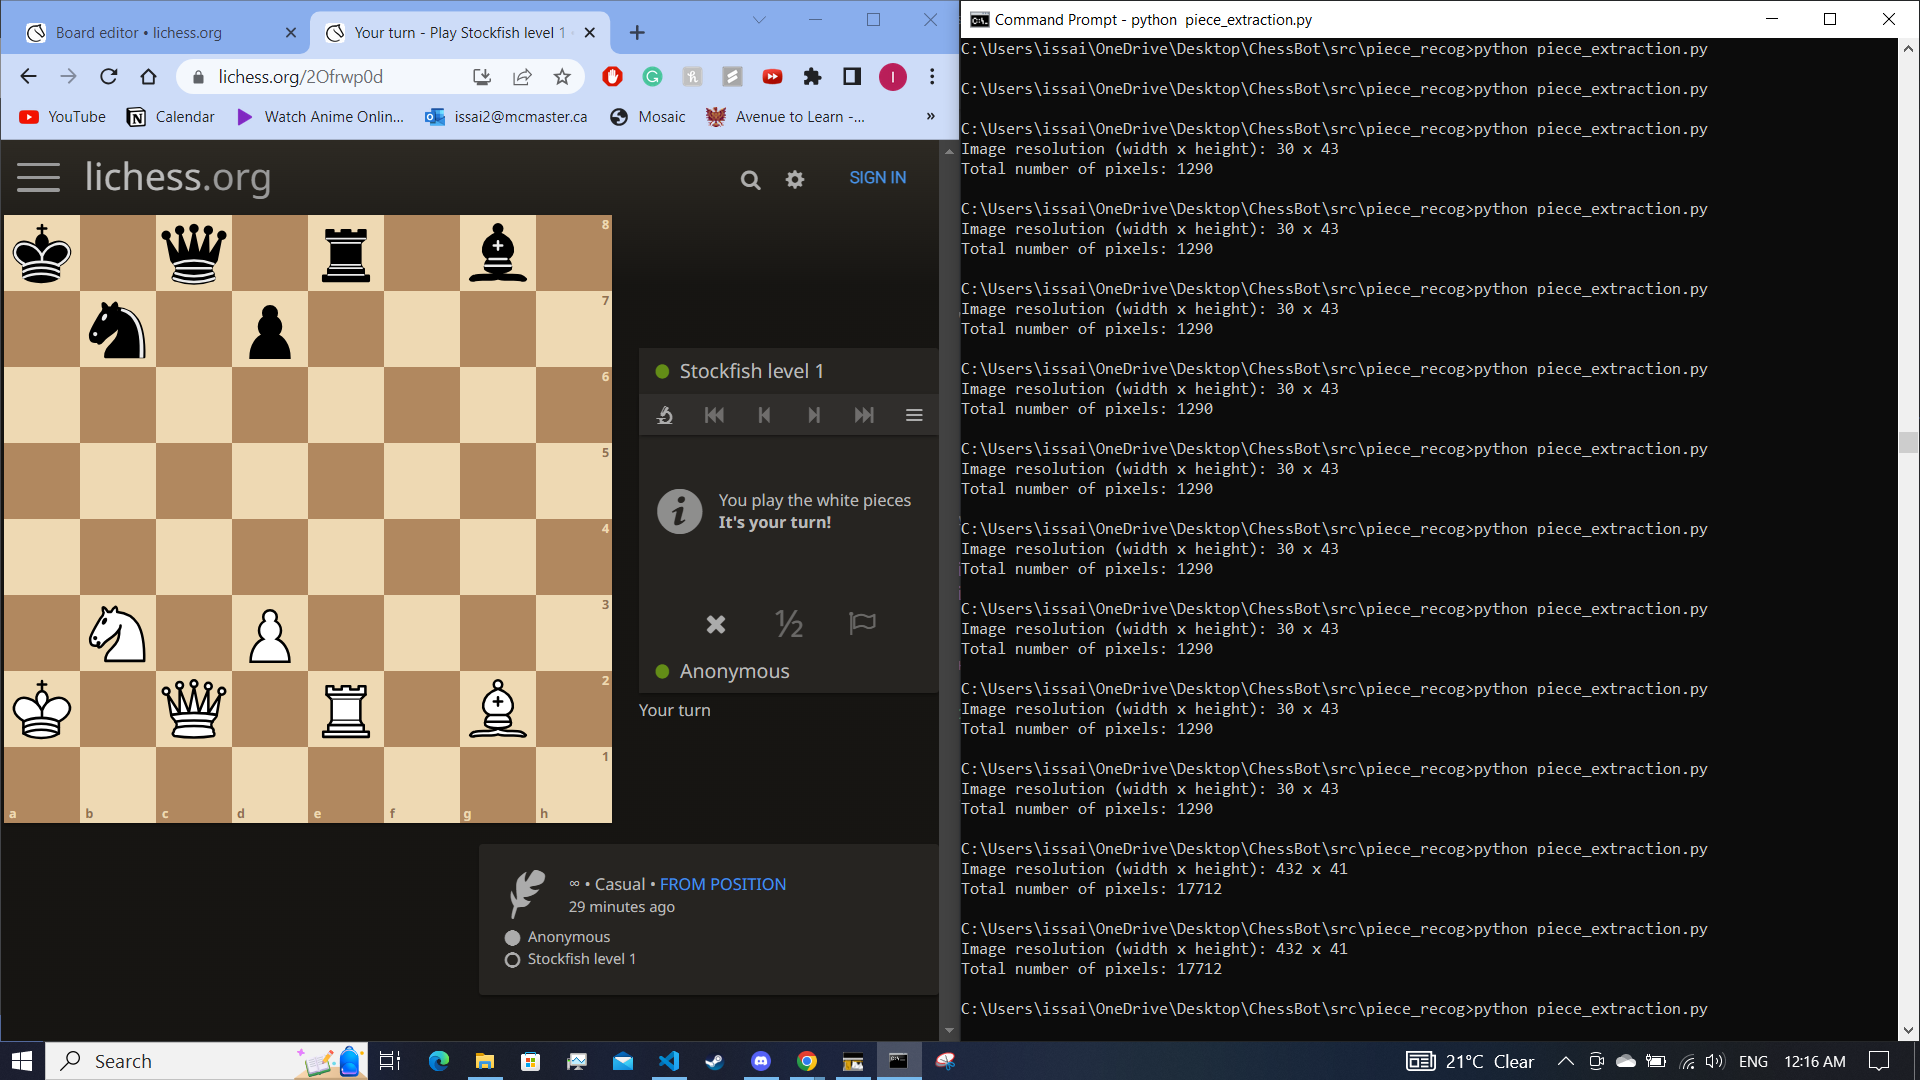 Board editor • lichess.org
Your turn - Play Stockfish level 1
lichess.org/2Ofrwp0d
YouTube
Calendar
Watch Anime Onlin...
issai2@mcmaster.ca
Mosaic
Avenue to Learn -...
»
lichess.org
SIGN IN
8
7
6
5
4
3
2
1
a b c d e f g h
Stockfish level 1
You play the white pieces
It's your turn!
½
Anonymous
Your turn
∞ • Casual • FROM POSITION
29 minutes ago
Anonymous
Stockfish level 1
Command Prompt - python  piece_extraction.py
C:\Users\issai\OneDrive\Desktop\ChessBot\src\piece_recog>python piece_extraction.py
C:\Users\issai\OneDrive\Desktop\ChessBot\src\piece_recog>python piece_extraction.py
C:\Users\issai\OneDrive\Desktop\ChessBot\src\piece_recog>python piece_extraction.py
Image resolution (width x height): 30 x 43
Total number of pixels: 1290
C:\Users\issai\OneDrive\Desktop\ChessBot\src\piece_recog>python piece_extraction.py
Image resolution (width x height): 30 x 43
Total number of pixels: 1290
C:\Users\issai\OneDrive\Desktop\ChessBot\src\piece_recog>python piece_extraction.py
Image resolution (width x height): 30 x 43
Total number of pixels: 1290
C:\Users\issai\OneDrive\Desktop\ChessBot\src\piece_recog>python piece_extraction.py
Image resolution (width x height): 30 x 43
Total number of pixels: 1290
C:\Users\issai\OneDrive\Desktop\ChessBot\src\piece_recog>python piece_extraction.py
Image resolution (width x height): 30 x 43
Total number of pixels: 1290
C:\Users\issai\OneDrive\Desktop\ChessBot\src\piece_recog>python piece_extraction.py
Image resolution (width x height): 30 x 43
Total number of pixels: 1290
C:\Users\issai\OneDrive\Desktop\ChessBot\src\piece_recog>python piece_extraction.py
Image resolution (width x height): 30 x 43
Total number of pixels: 1290
C:\Users\issai\OneDrive\Desktop\ChessBot\src\piece_recog>python piece_extraction.py
Image resolution (width x height): 30 x 43
Total number of pixels: 1290
C:\Users\issai\OneDrive\Desktop\ChessBot\src\piece_recog>python piece_extraction.py
Image resolution (width x height): 30 x 43
Total number of pixels: 1290
C:\Users\issai\OneDrive\Desktop\ChessBot\src\piece_recog>python piece_extraction.py
Image resolution (width x height): 432 x 41
Total number of pixels: 17712
C:\Users\issai\OneDrive\Desktop\ChessBot\src\piece_recog>python piece_extraction.py
Image resolution (width x height): 432 x 41
Total number of pixels: 17712
C:\Users\issai\OneDrive\Desktop\ChessBot\src\piece_recog>python piece_extraction.py
Search
21°C Clear
ENG
12:16 AM